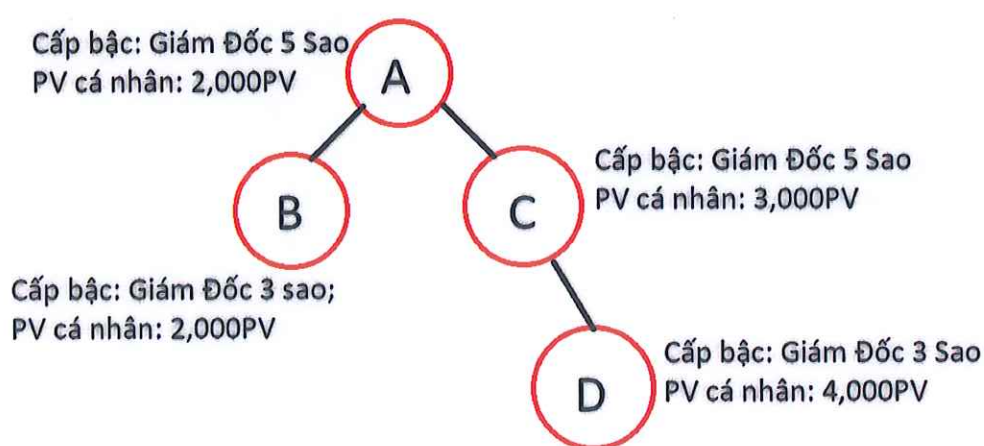 Cấp bậc: Giám Đốc 5 Sao
PV cá nhân: 2,000PV
A
B
C
Cấp bậc: Giám Đốc 5 Sao
PV cá nhân: 3,000PV
Cấp bậc: Giám Đốc 3 sao;
PV cá nhân: 2,000PV
D
Cấp bậc: Giám Đốc 3 Sao
PV cá nhân: 4,000PV